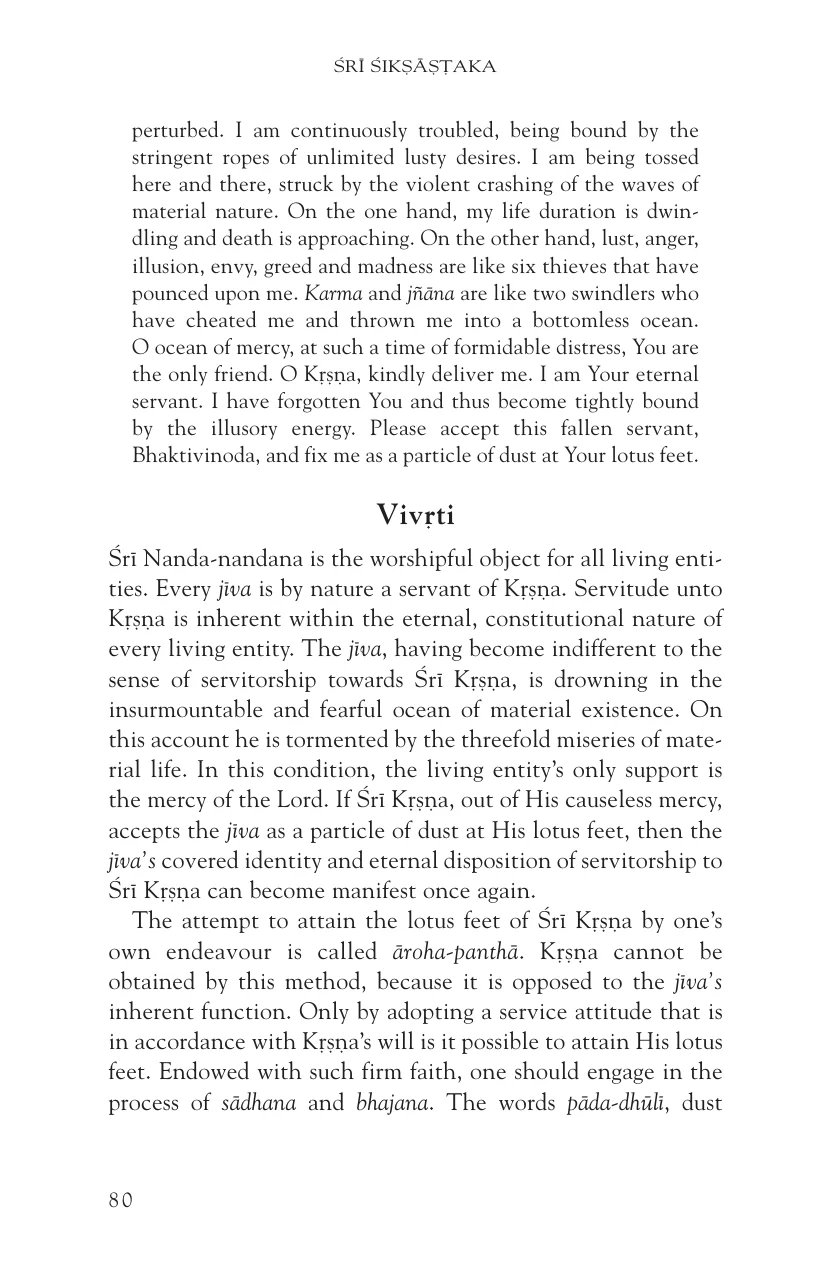 ŚRĪ ŚIKṢĀṢṬAKA
perturbed. I am continuously troubled, being bound by the
stringent ropes of unlimited lusty desires. I am being tossed
here and there, struck by the violent crashing of the waves of
material nature. On the one hand, my life duration is dwin-
dling and death is approaching. On the other hand, lust, anger,
illusion, envy, greed and madness are like six thieves that have
pounced upon me. Karma and jñāna are like two swindlers who
have cheated me and thrown me into a bottomless ocean.
O ocean of mercy, at such a time of formidable distress, You are
the only friend. O Kṛṣṇa, kindly deliver me. I am Your eternal
servant. I have forgotten You and thus become tightly bound
by the illusory energy. Please accept this fallen servant,
Bhaktivinoda, and fix me as a particle of dust at Your lotus feet.
Vivṛti
Śrī Nanda-nandana is the worshipful object for all living enti-
ties. Every jīva is by nature a servant of Kṛṣṇa. Servitude unto
Kṛṣṇa is inherent within the eternal, constitutional nature of
every living entity. The jīva, having become indifferent to the
sense of servitorship towards Śrī Kṛṣṇa, is drowning in the
insurmountable and fearful ocean of material existence. On
this account he is tormented by the threefold miseries of mate-
rial life. In this condition, the living entity’s only support is
the mercy of the Lord. If Śrī Kṛṣṇa, out of His causeless mercy,
accepts the jīva as a particle of dust at His lotus feet, then the
jīva’s covered identity and eternal disposition of servitorship to
Śrī Kṛṣṇa can become manifest once again.
The attempt to attain the lotus feet of Śrī Kṛṣṇa by one’s
own endeavour is called āroha-panthā. Kṛṣṇa cannot be
obtained by this method, because it is opposed to the jīva’s
inherent function. Only by adopting a service attitude that is
in accordance with Kṛṣṇa’s will is it possible to attain His lotus
feet. Endowed with such firm faith, one should engage in the
process of sādhana and bhajana. The words pāda-dhūlī, dust
80